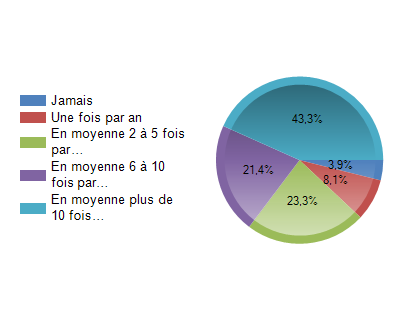 Jamais
Une fois par an
En moyenne 2 à 5 fois
par...
En moyenne 6 à 10
fois par...
En moyenne plus de
10 fois...
43,3%
3,9%
8,1%
21,4%
23,3%